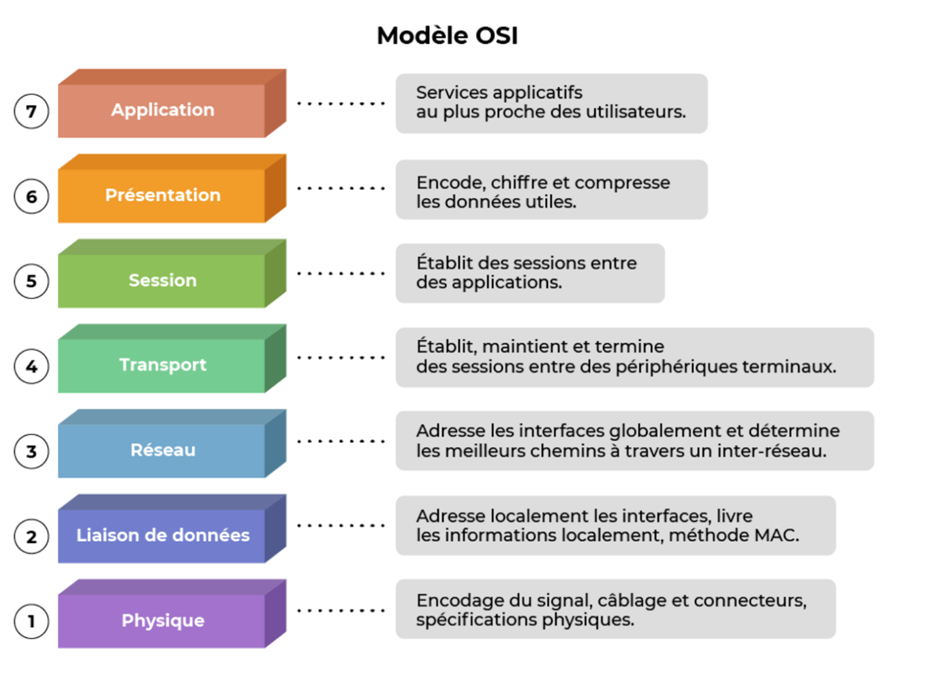 Modèle OSI
7
Application
Services applicatifs
au plus proche des utilisateurs.
6
Présentation
Encode, chiffre et compresse
les données utiles.
5
Session
Établit des sessions entre
des applications.
4
Transport
Établit, maintient et termine
des sessions entre des périphériques terminaux.
3
Réseau
Adresse les interfaces globalement et détermine
les meilleurs chemins à travers un inter-réseau.
2
Liaison de données
Adresse localement les interfaces, livre
les informations localement, méthode MAC.
1
Physique
Encodage du signal, câblage et connecteurs,
spécifications physiques.